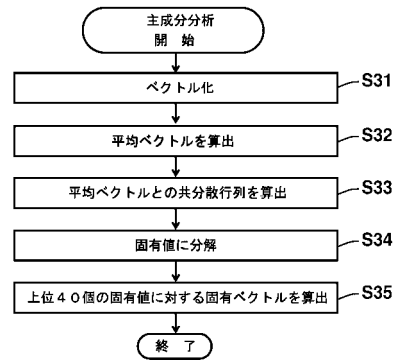 主成分分析
開　始
ベクトル化
S31
平均ベクトルを算出
S32
平均ベクトルとの共分散行列を算出
S33
固有値に分解
S34
上位４０個の固有値に対する固有ベクトルを算出
S35
終　了